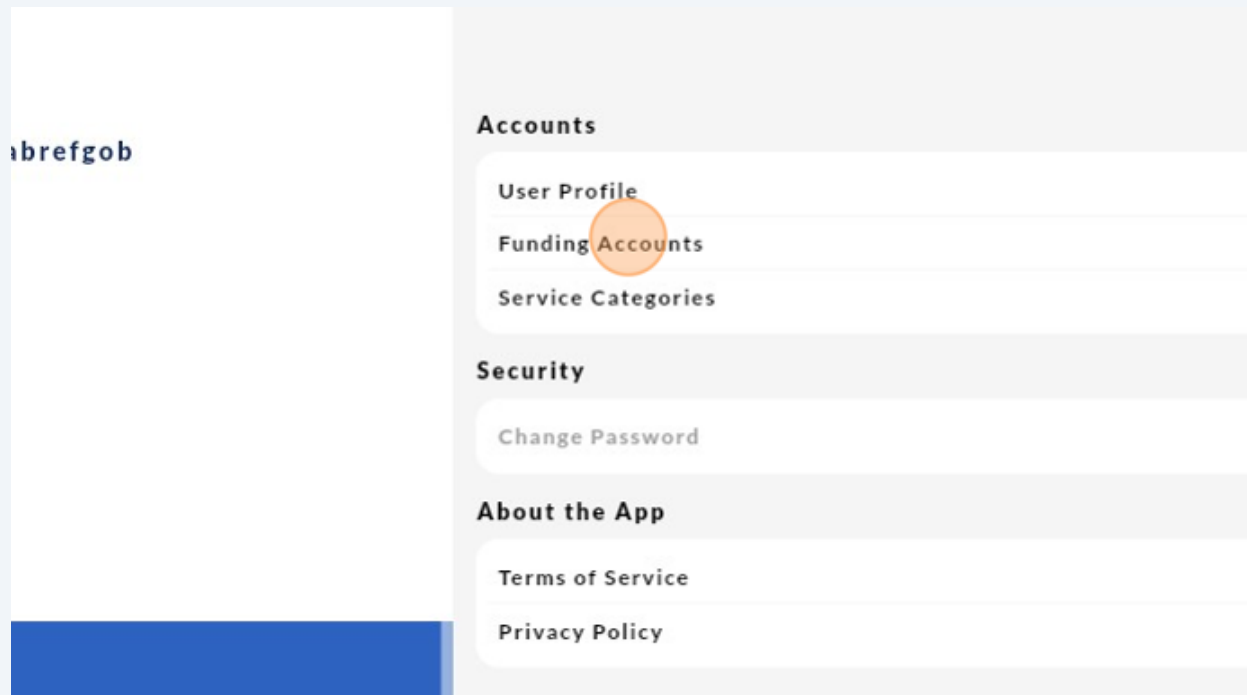 abrefgob
Accounts
User Profile
Funding Accounts
Service Categories
Security
Change Password
About the App
Terms of Service
Privacy Policy